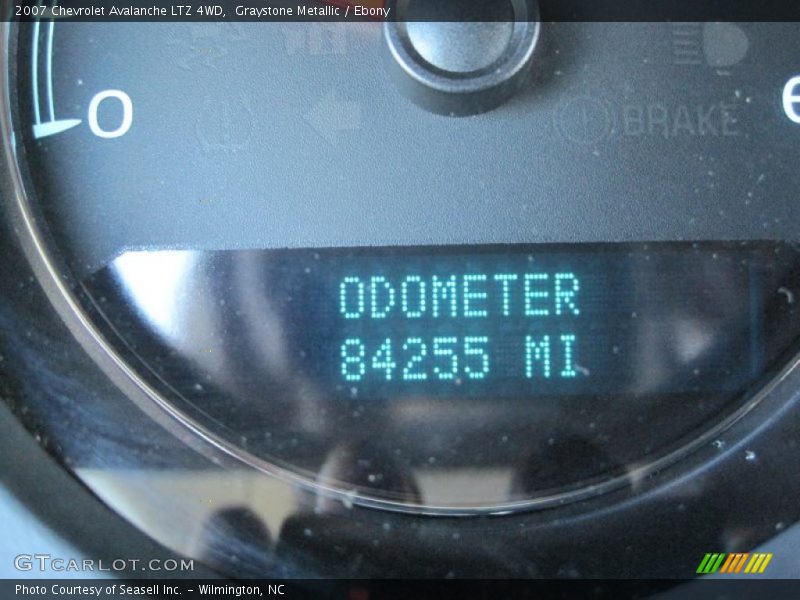 2007 Chevrolet Avalanche LTZ 4WD, Graystone Metallic / Ebony
0
BRAKE
ODOMETER
84255 MI
GTCARLOT.COM
Photo Courtesy of Seasell Inc. - Wilmington, NC